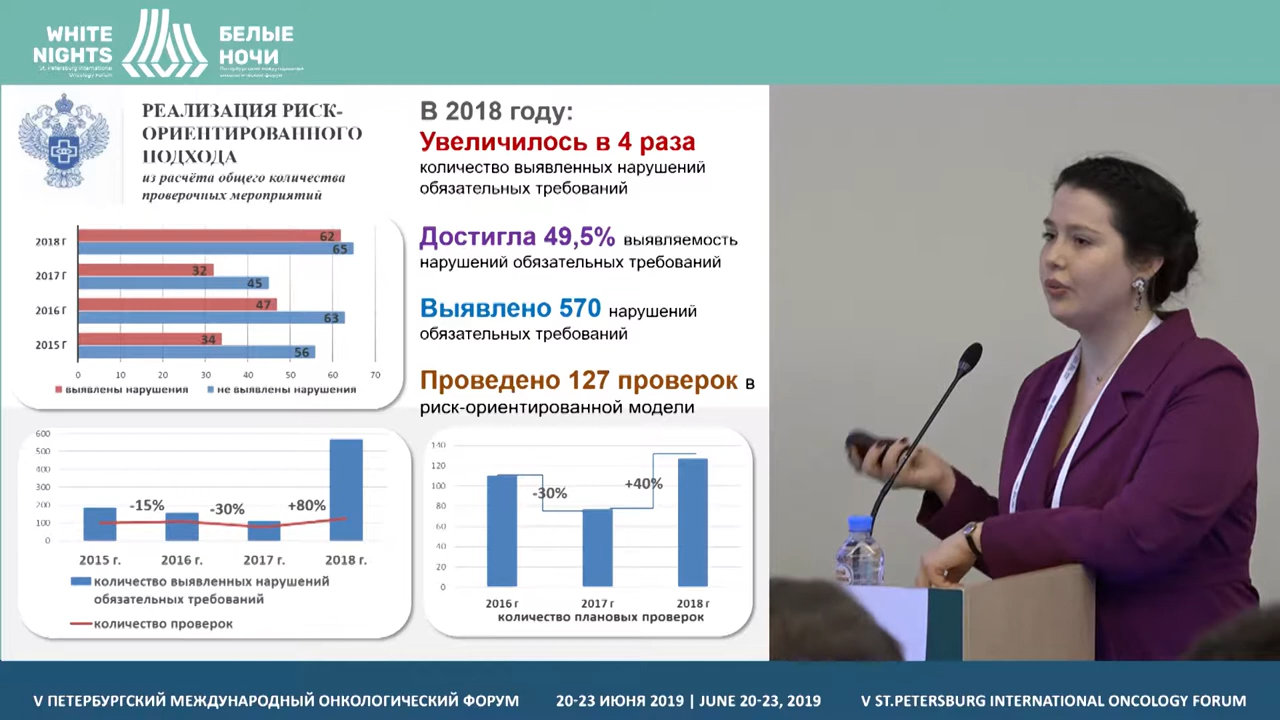 WHITE
NIGHTS
St. Petersburg International
Oncology Forum
БЕЛЫЕ
НОЧИ
РЕАЛИЗАЦИЯ РИСК-
ОРИЕНТИРОВАННОГО
ПОДХОДА
из расчёта общего количества
проверочных мероприятий
2018 г
62
65
2017 г
32
45
2016 г
47
63
2015 г
34
56
0 10 20 30 40 50 60 70
выявлены нарушения не выявлены нарушения
В 2018 году:
Увеличилось в 4 раза
количество выявленных нарушений
обязательных требований
Достигла 49,5% выявляемость
нарушений обязательных требований
Выявлено 570 нарушений
обязательных требований
Проведено 127 проверок в
риск-ориентированной модели
600
500
400
300
200
100
0
-15%
-30%
+80%
2015 г. 2016 г. 2017 г. 2018 г.
количество выявленных нарушений
обязательных требований
количество проверок
140
120
100
80
60
40
20
0
-30%
+40%
2016 г 2017 г 2018 г
количество плановых проверок
V ПЕТЕРБУРГСКИЙ МЕЖДУНАРОДНЫЙ ОНКОЛОГИЧЕСКИЙ ФОРУМ 20-23 ИЮНЯ 2019 | JUNE 20-23, 2019 V ST.PETERSBURG INTERNATIONAL ONCOLOGY FORUM